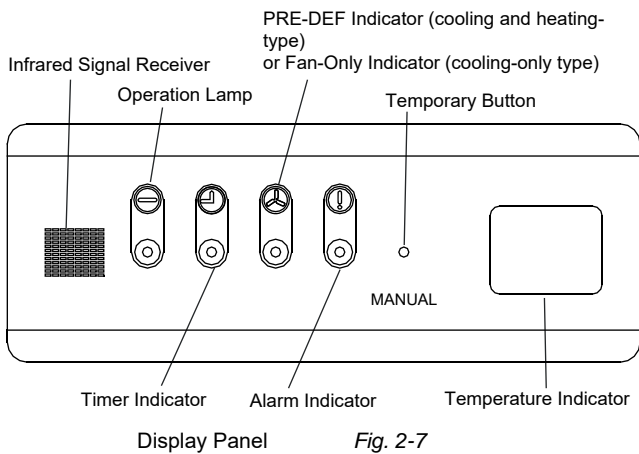 PRE-DEF Indicator (cooling and heating-
type)
or Fan-Only Indicator (cooling-only type)
Infrared Signal Receiver
Operation Lamp
Temporary Button
MANUAL
Timer Indicator
Alarm Indicator
Temperature Indicator
Display Panel
Fig. 2-7